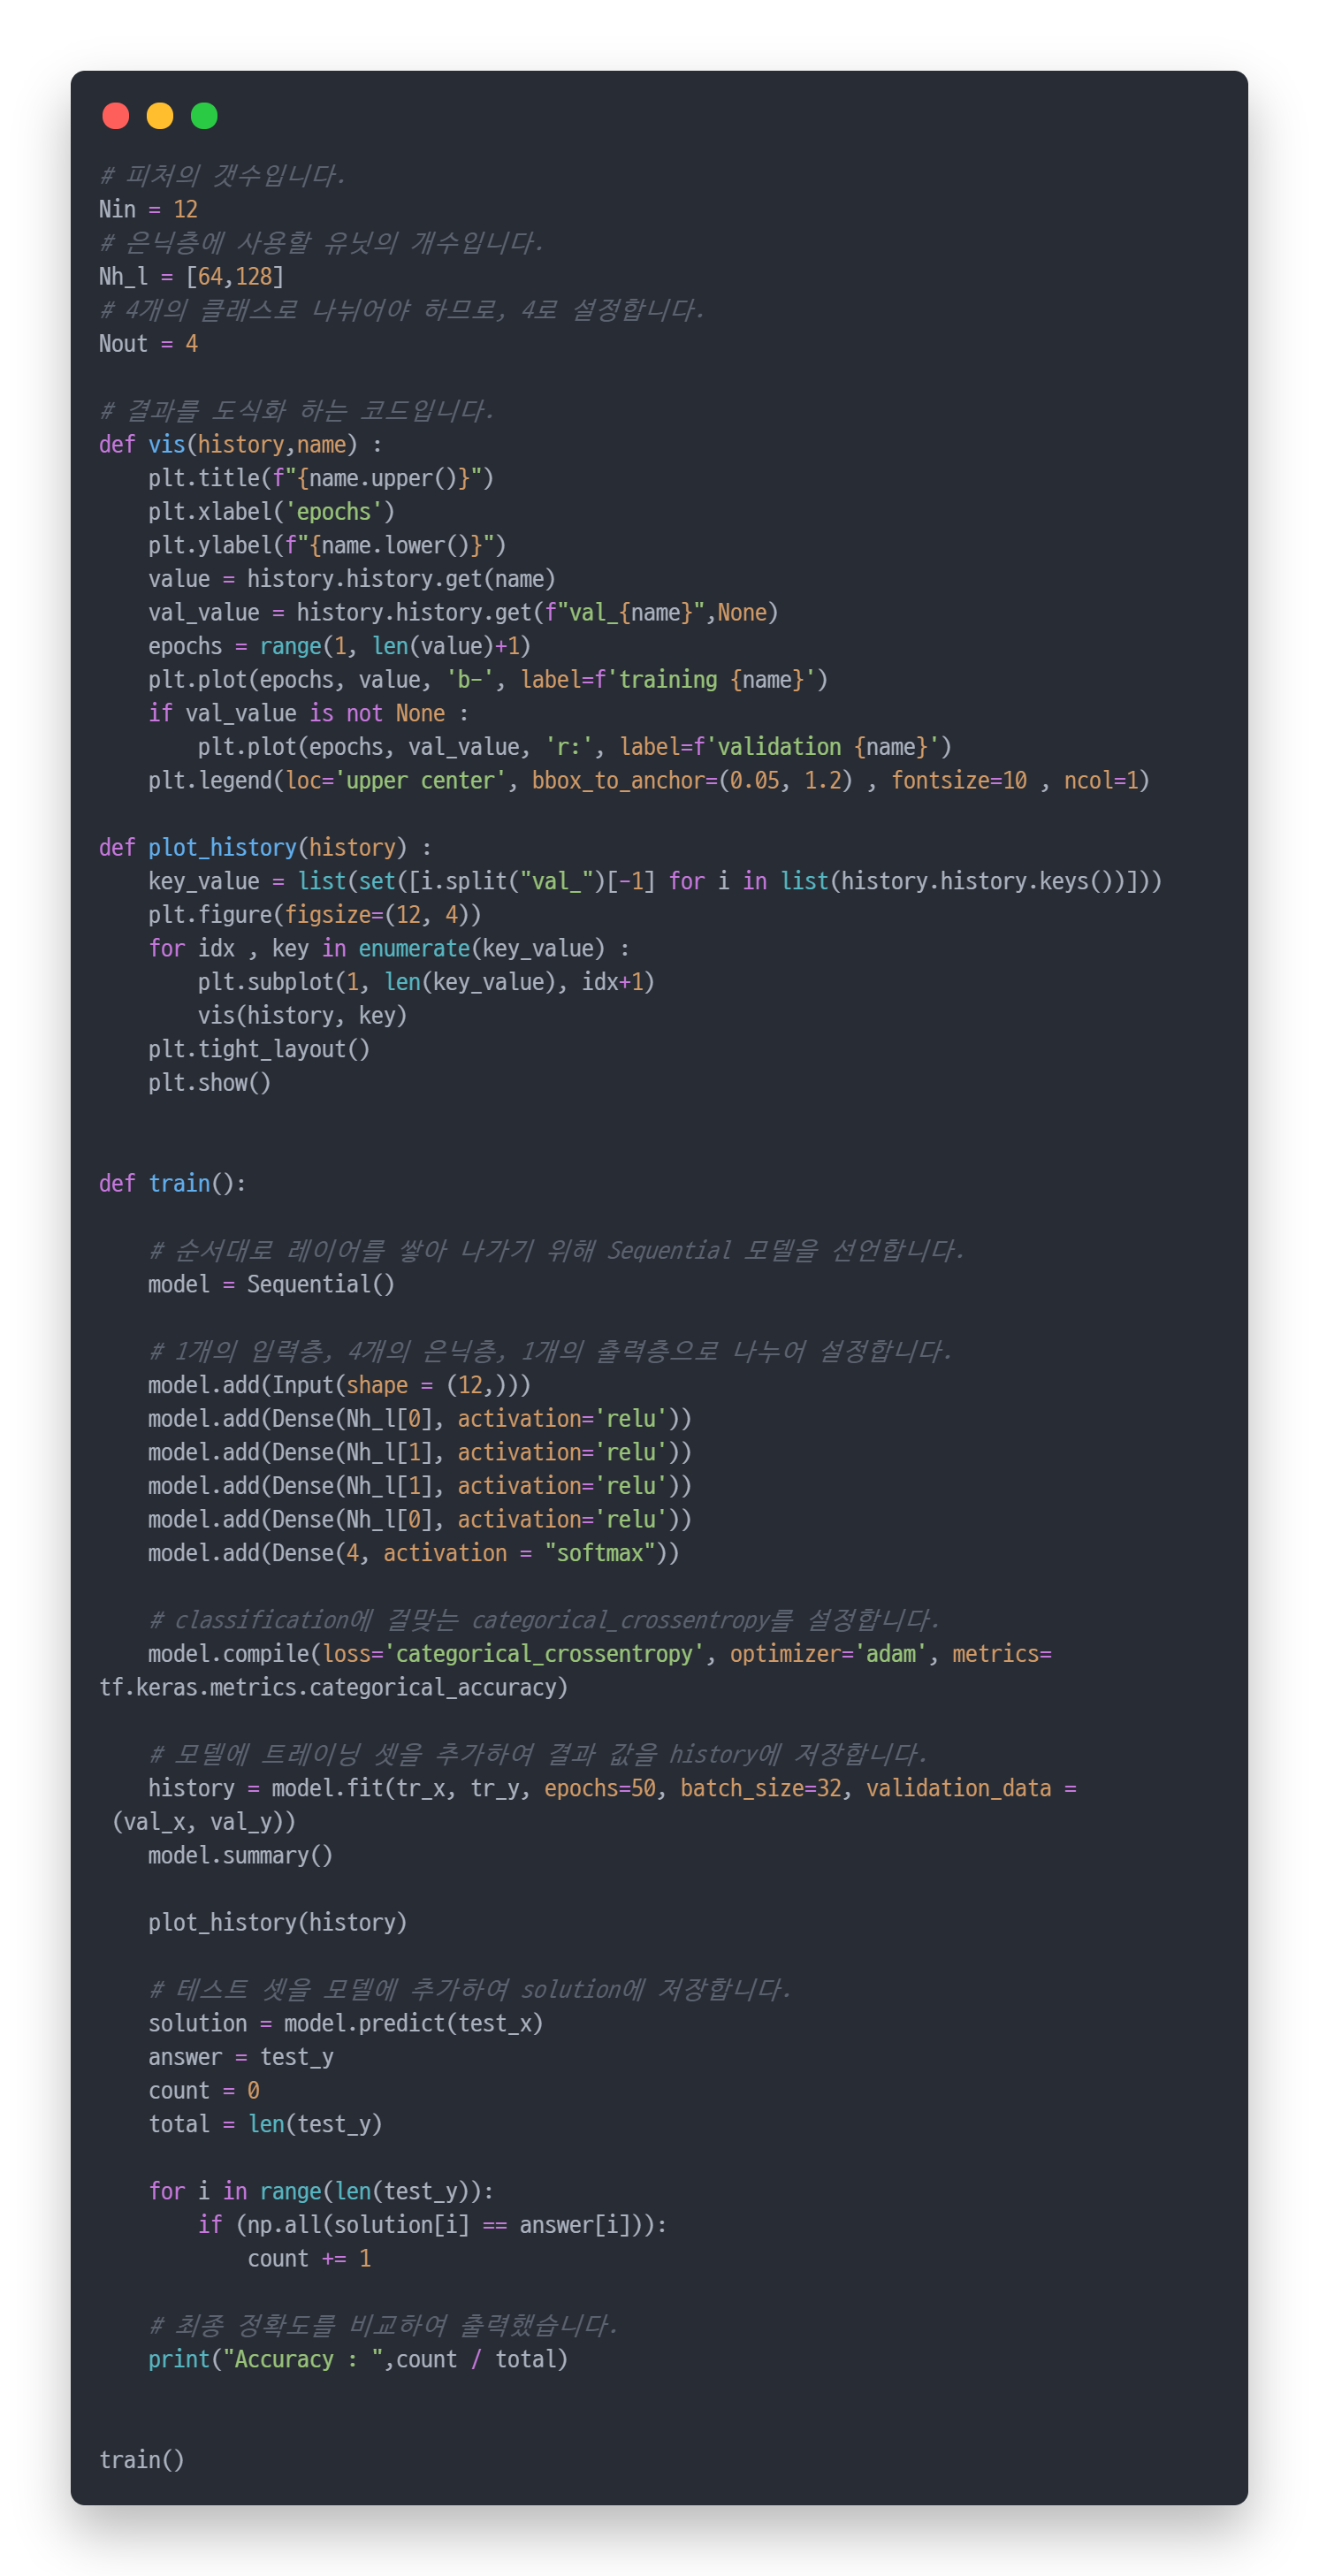 # 피처의 갯수입니다.
Nin = 12
# 은닉층에 사용할 유닛의 개수입니다.
Nh_l = [64,128]
# 4개의 클래스로 나뉘어야 하므로, 4로 설정합니다.
Nout = 4
# 결과를 도식화 하는 코드입니다.
def vis(history,name) :
    plt.title(f"{name.upper()}")
    plt.xlabel('epochs')
    plt.ylabel(f"{name.lower()}")
    value = history.history.get(name)
    val_value = history.history.get(f"val_{name}",None)
    epochs = range(1, len(value)+1)
    plt.plot(epochs, value, 'b-', label=f'training {name}')
    if val_value is not None :
        plt.plot(epochs, val_value, 'r:', label=f'validation {name}')
    plt.legend(loc='upper center', bbox_to_anchor=(0.05, 1.2) , fontsize=10 , ncol=1)
def plot_history(history) :
    key_value = list(set([i.split("val_")[-1] for i in list(history.history.keys())]))
    plt.figure(figsize=(12, 4))
    for idx , key in enumerate(key_value) :
        plt.subplot(1, len(key_value), idx+1)
        vis(history, key)
    plt.tight_layout()
    plt.show()
def train():
    # 순서대로 레이어를 쌓아 나가기 위해 Sequential 모델을 선언합니다.
    model = Sequential()
    # 1개의 입력층, 4개의 은닉층, 1개의 출력층으로 나누어 설정합니다.
    model.add(Input(shape = (12,)))
    model.add(Dense(Nh_l[0], activation='relu'))
    model.add(Dense(Nh_l[1], activation='relu'))
    model.add(Dense(Nh_l[1], activation='relu'))
    model.add(Dense(Nh_l[0], activation='relu'))
    model.add(Dense(4, activation = "softmax"))
    # classification에 걸맞는 categorical_crossentropy를 설정합니다.
    model.compile(loss='categorical_crossentropy', optimizer='adam', metrics=
tf.keras.metrics.categorical_accuracy)
    # 모델에 트레이닝 셋을 추가하여 결과 값을 history에 저장합니다.
    history = model.fit(tr_x, tr_y, epochs=50, batch_size=32, validation_data =
 (val_x, val_y))
    model.summary()
    plot_history(history)
    # 테스트 셋을 모델에 추가하여 solution에 저장합니다.
    solution = model.predict(test_x)
    answer = test_y
    count = 0
    total = len(test_y)
    for i in range(len(test_y)):
        if (np.all(solution[i] == answer[i])):
            count += 1
    # 최종 정확도를 비교하여 출력했습니다.
    print("Accuracy : ",count / total)
train()